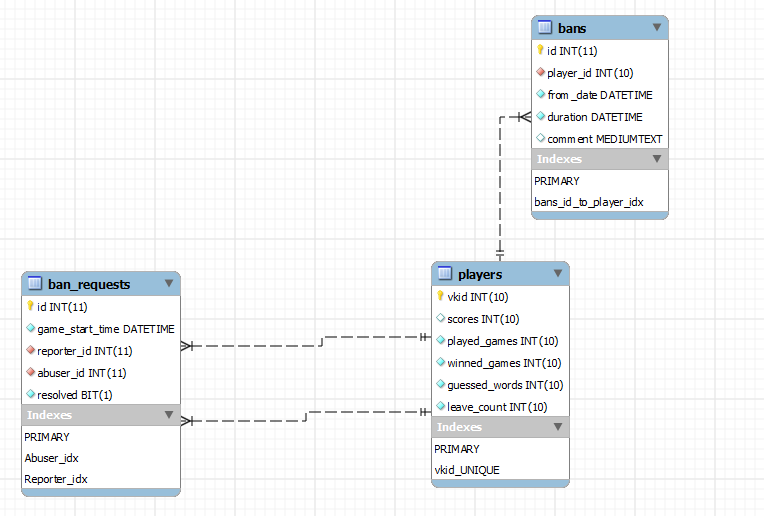 bans
id INT(11)
player_id INT(10)
from_date DATETIME
duration DATETIME
comment MEDIUMTEXT
Indexes
PRIMARY
bans_id_to_player_idx
ban_requests
id INT(11)
game_start_time DATETIME
reporter_id INT(11)
abuser_id INT(11)
resolved BIT(1)
Indexes
PRIMARY
Abuser_idx
Reporter_idx
players
vkid INT(10)
scores INT(10)
played_games INT(10)
winned_games INT(10)
guessed_words INT(10)
leave_count INT(10)
Indexes
PRIMARY
vkid_UNIQUE